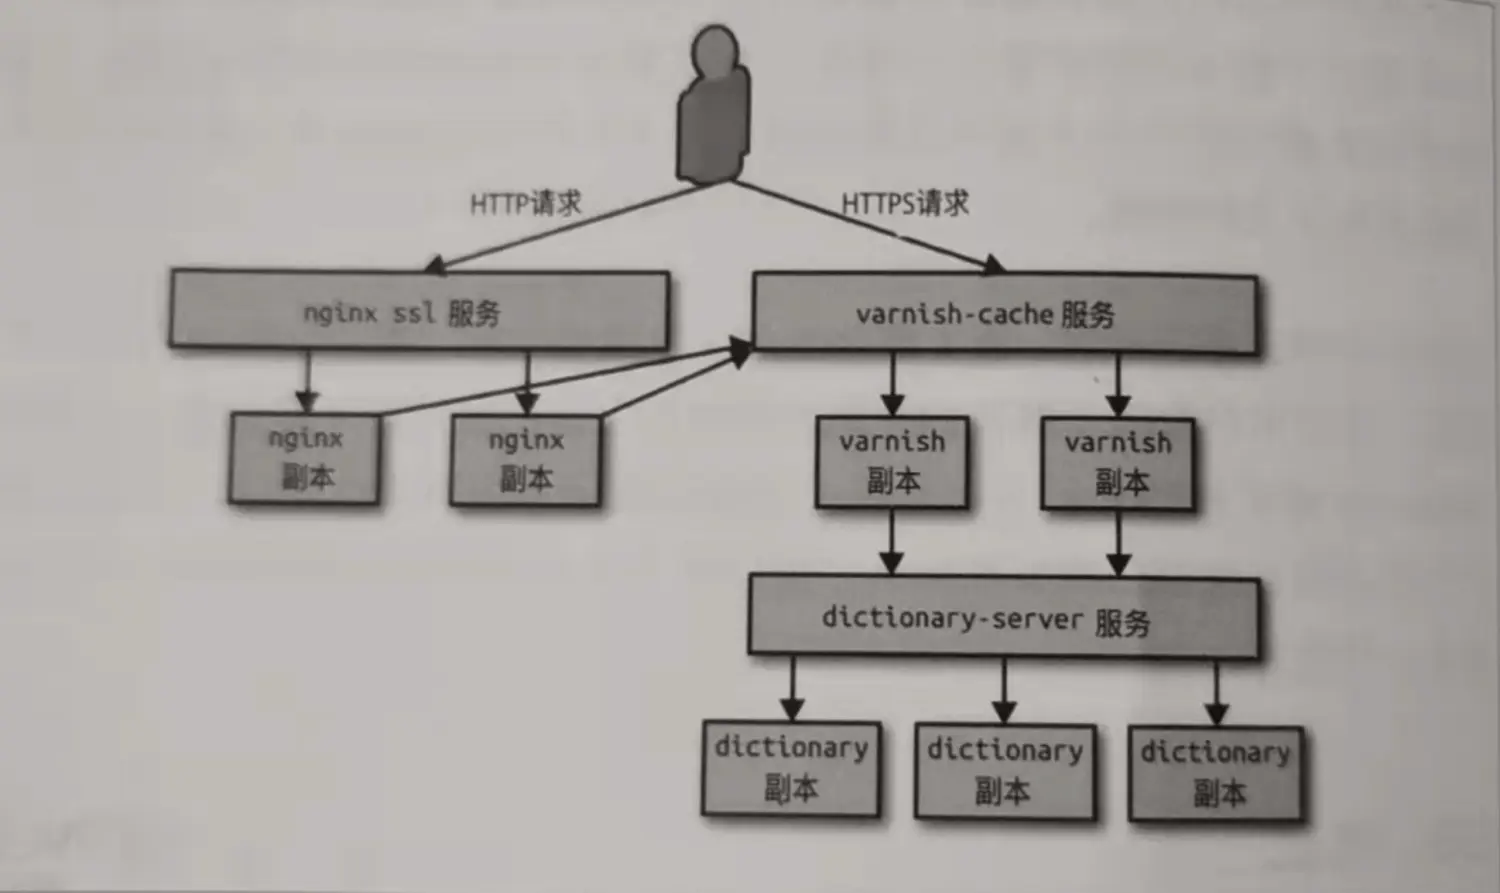 HTTP请求
HTTPS请求
nginx ssl 服务
varnish-cache 服务
nginx
副本
nginx
副本
varnish
副本
varnish
副本
dictionary-server 服务
dictionary
副本
dictionary
副本
dictionary
副本